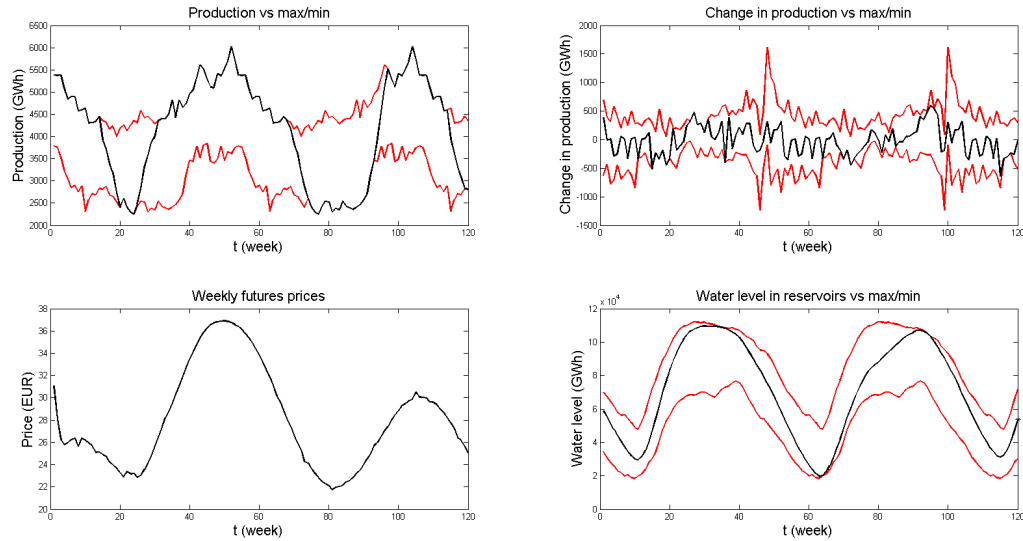 Production vs max/min
Production (GWh)
6500
6000
5500
5000
4500
4000
3500
3000
2500
2000
0 20 40 60 80 100 120
t (week)
Change in production vs max/min
Change in production (GWh)
2000
1500
1000
500
0
-500
-1000
-1500
0 20 40 60 80 100 120
t (week)
Weekly futures prices
Price (EUR)
38
36
34
32
30
28
26
24
22
20
0 20 40 60 80 100 120
t (week)
Water level in reservoirs vs max/min
Water level (GWh)
x 10^4
12
10
8
6
4
2
0
0 20 40 60 80 100 120
t (week)